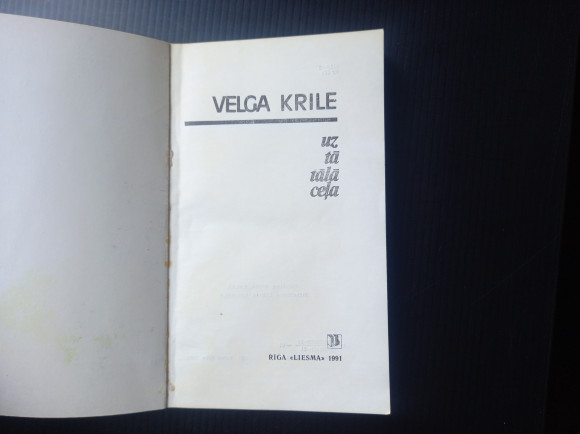 VELGA KRILE
uz
tā
tālā
ceļa
RĪGA «LIESMA» 1991